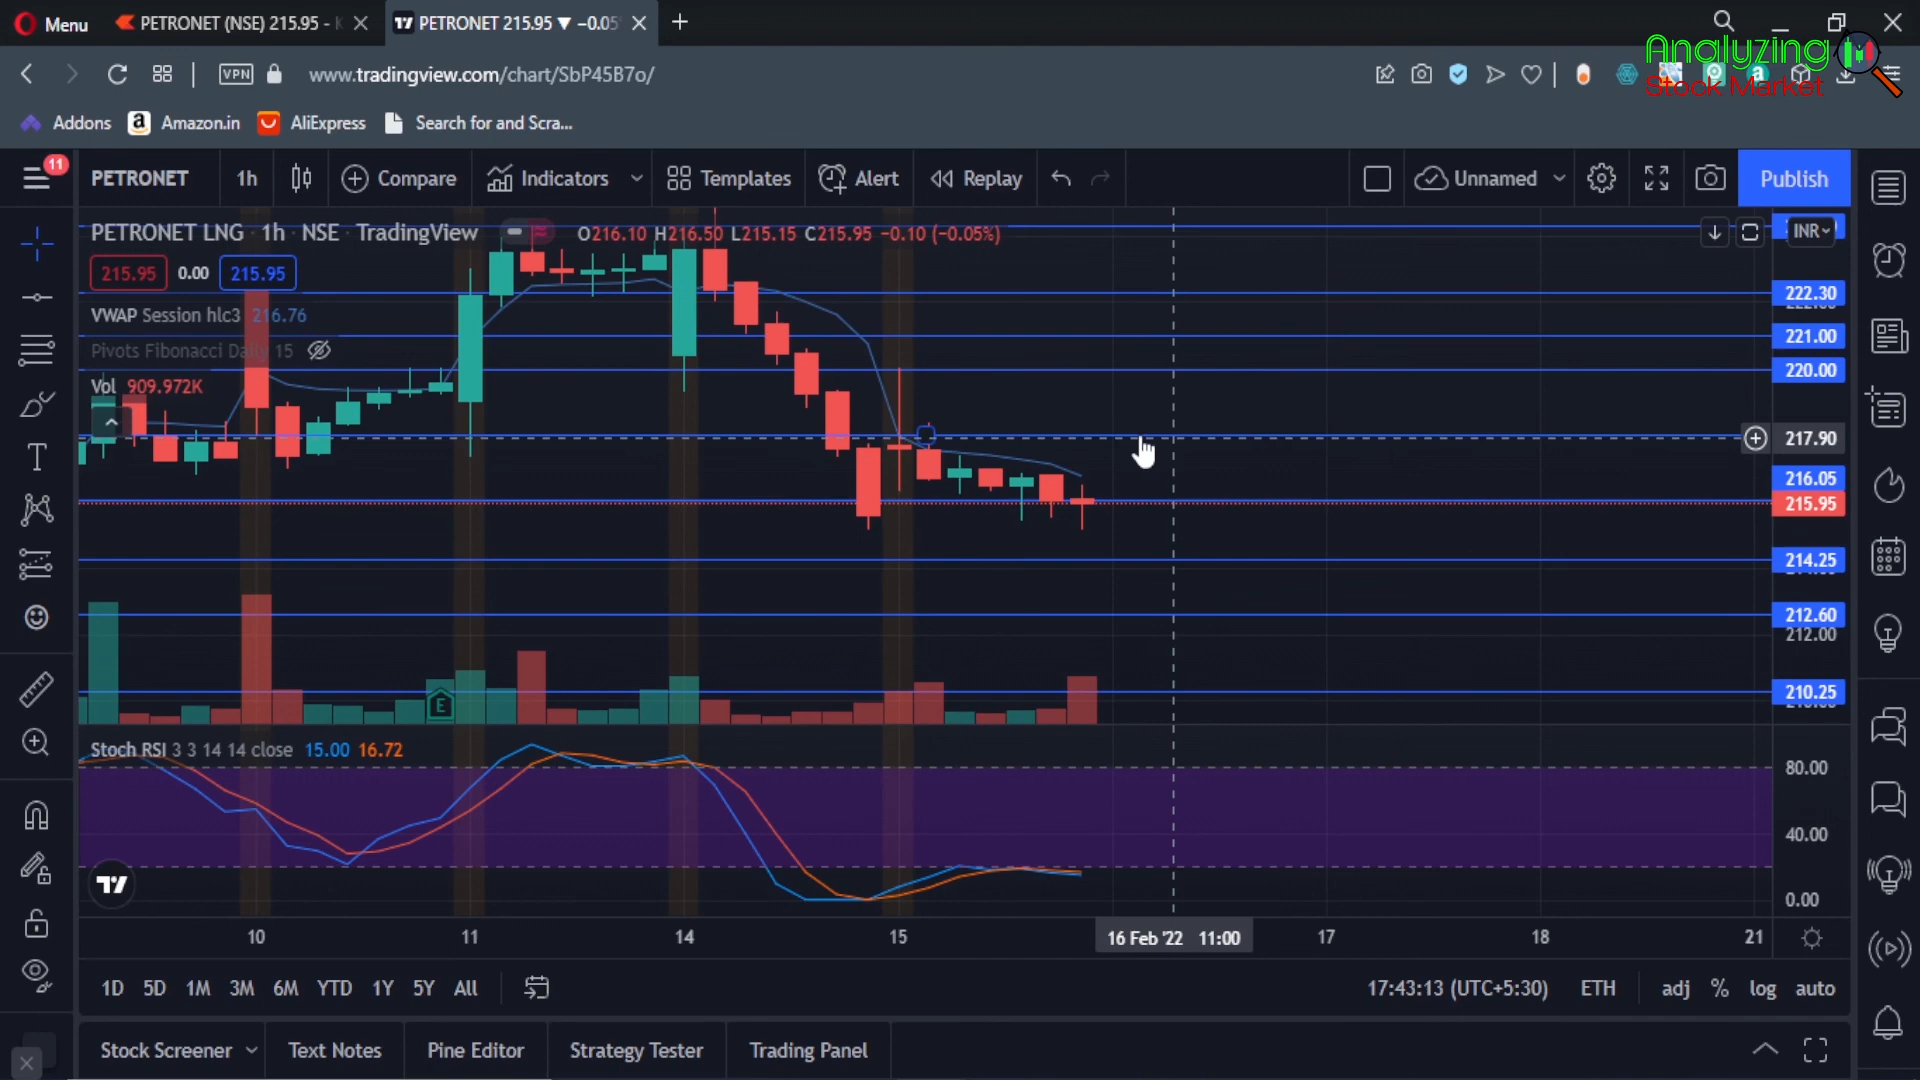 Menu
PETRONET (NSE) 215.95 -
PETRONET 215.95 ▼ −0.05
Analyzing
Stock Market
VPN
www.tradingview.com/chart/SbP45B7o/
Addons
Amazon.in
AliExpress
Search for and Scra...
11
PETRONET
1h
Compare
Indicators
Templates
Alert
Replay
Unnamed
Publish
PETRONET LNG · 1h · NSE · TradingView
O216.10 H216.50 L215.15 C215.95 −0.10 (−0.05%)
INR
215.95
0.00
215.95
VWAP Session hlc3 216.76
Pivots Fibonacci Daily 15
Vol 909.972K
222.30
221.00
220.00
217.90
216.05
215.95
214.25
212.60
212.00
210.25
E
Stoch RSI 3 3 14 14 close 15.00 16.72
80.00
40.00
0.00
10
11
14
15
16 Feb '22 11:00
17
18
21
1D
5D
1M
3M
6M
YTD
1Y
5Y
All
17:43:13 (UTC+5:30)
ETH
adj
%
log
auto
Stock Screener
Text Notes
Pine Editor
Strategy Tester
Trading Panel